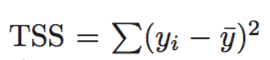 TSS = ∑(yᵢ − ȳ)²